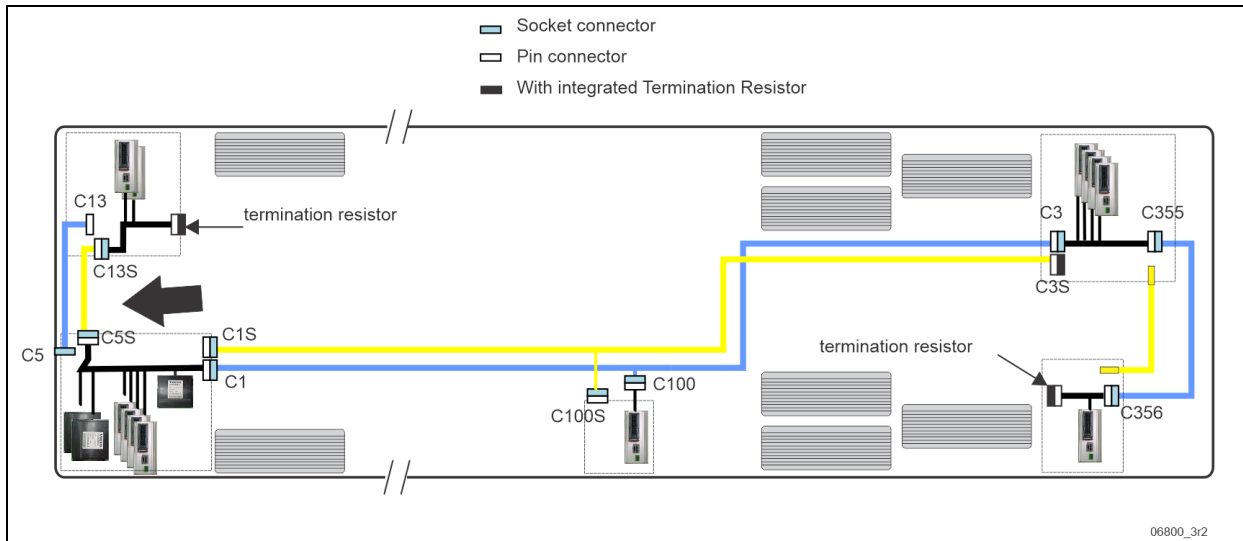 Socket connector
Pin connector
With integrated Termination Resistor
C13
termination resistor
C13S
C3
C355
C3S
C5
C5S
C1S
C1
C100
C100S
termination resistor
C356
06800_3r2